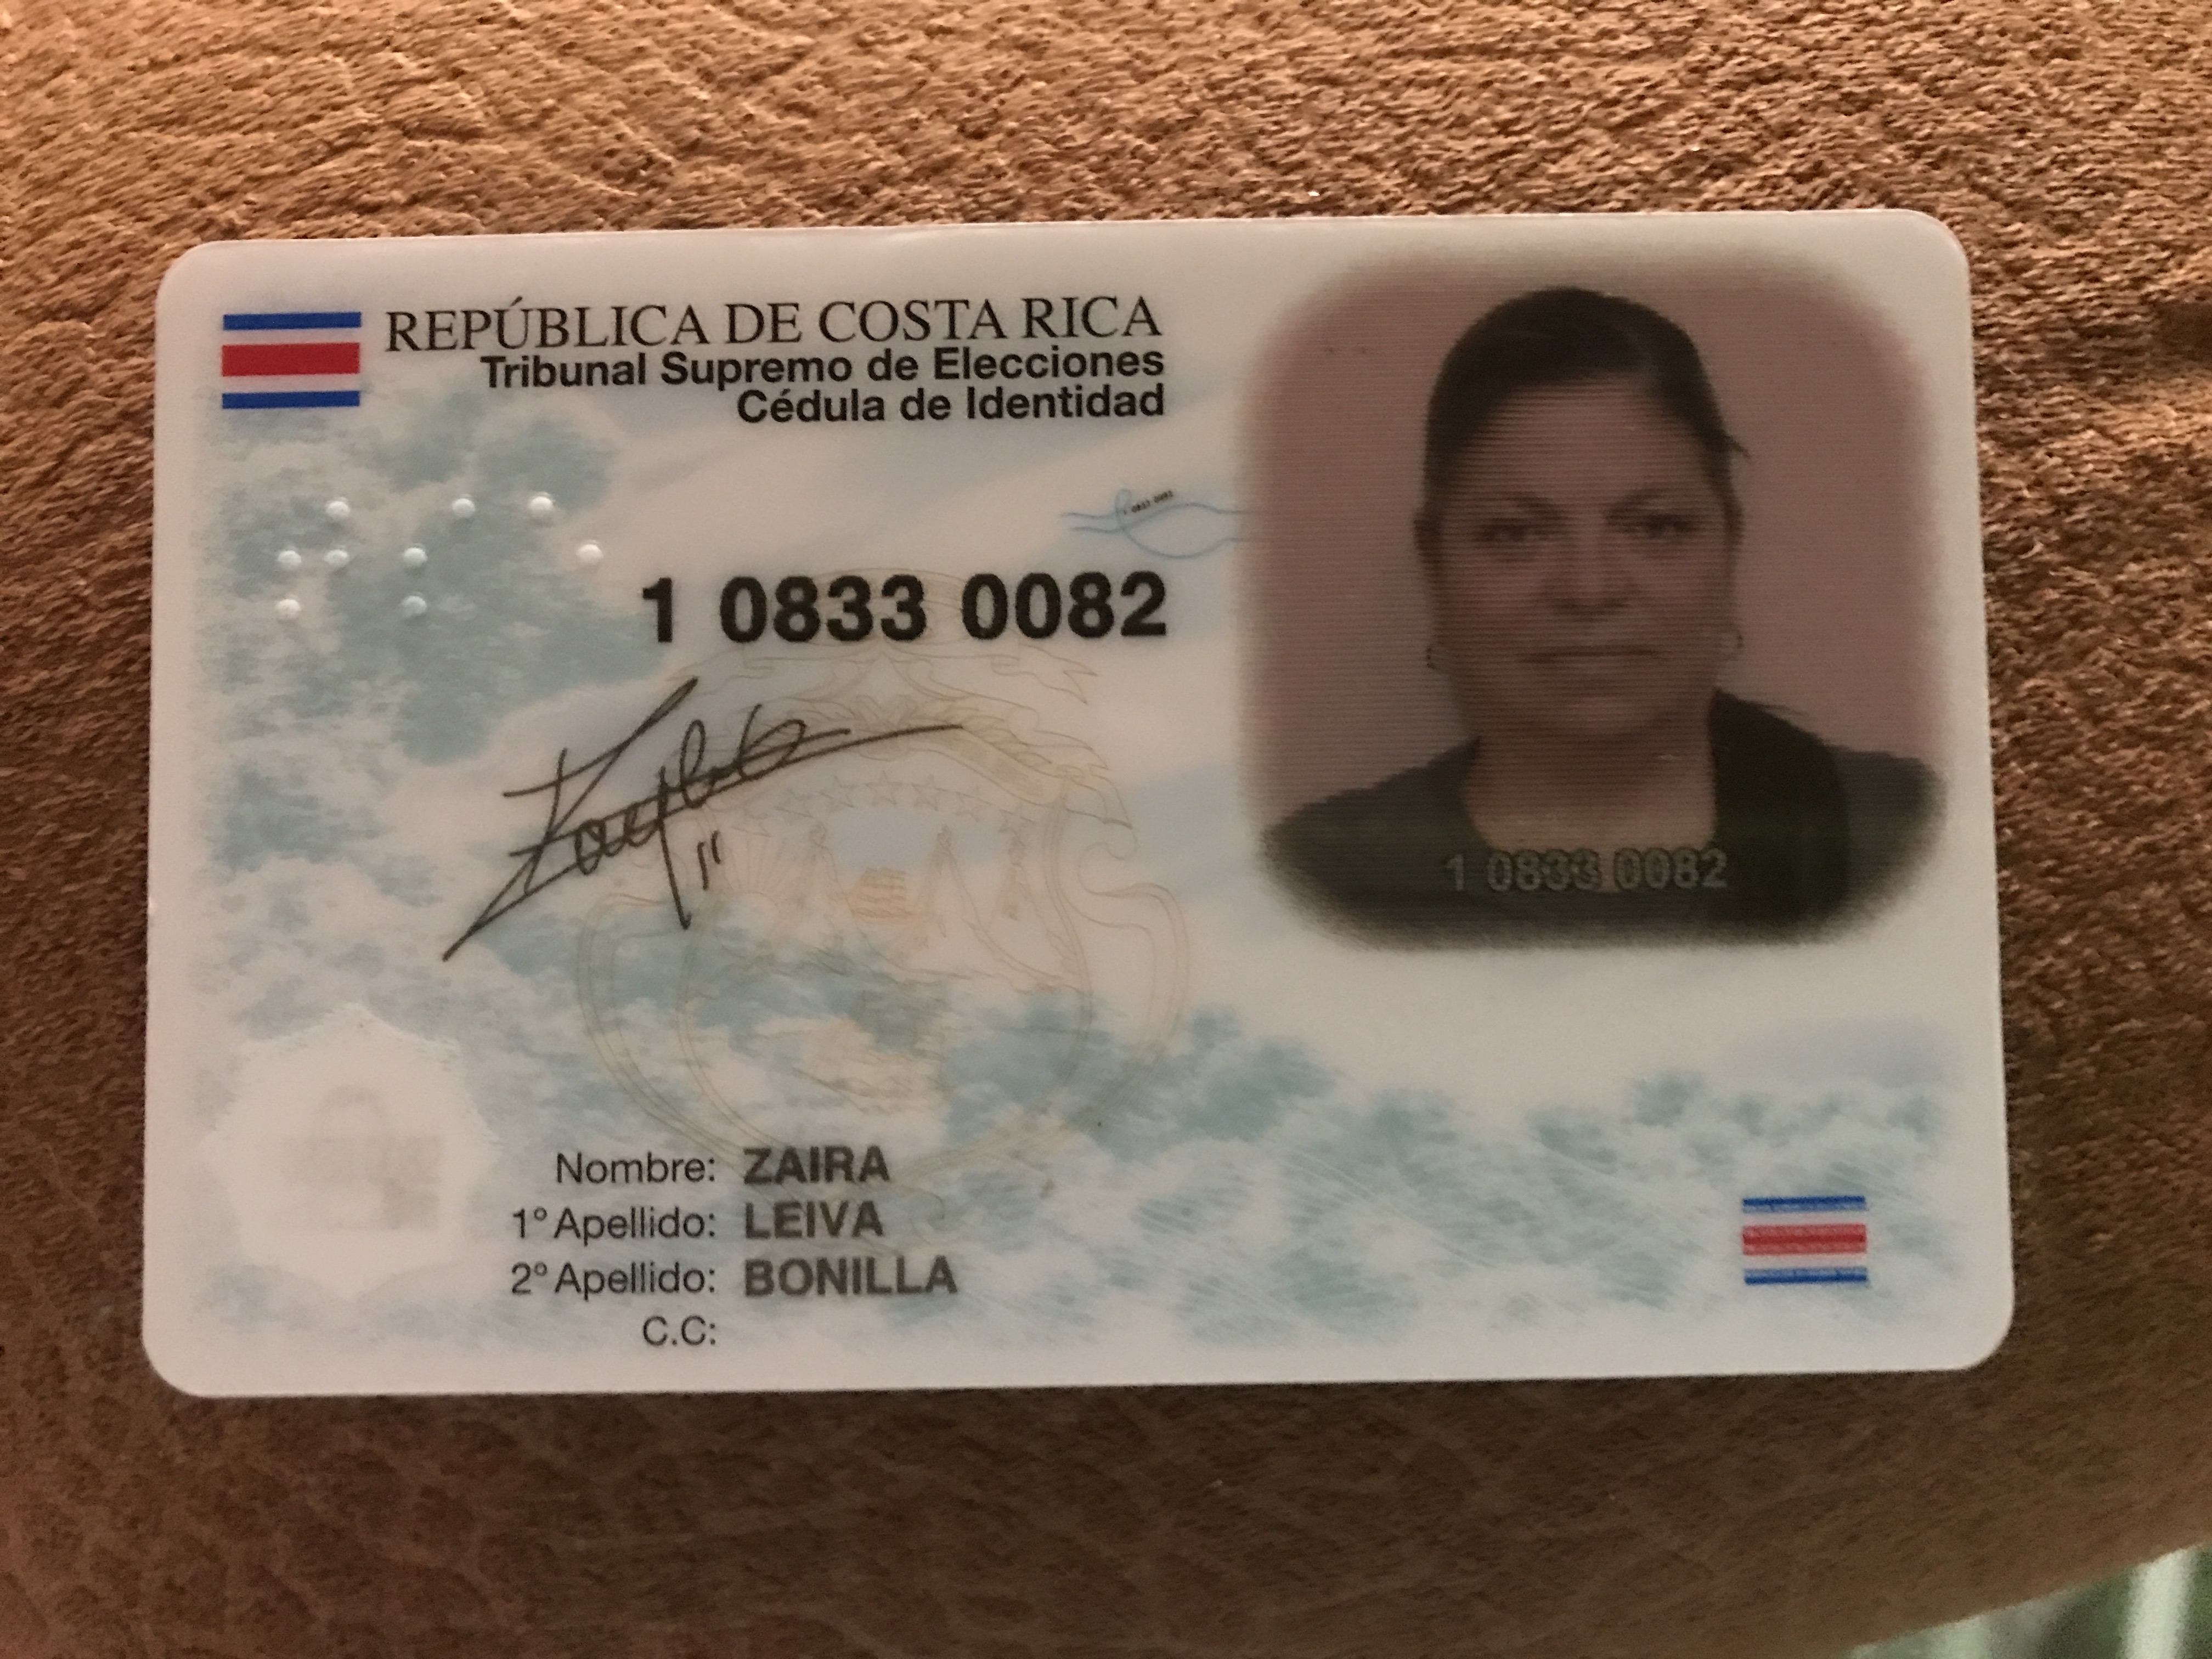 REPÚBLICA DE COSTA RICA
Tribunal Supremo de Elecciones
Cédula de Identidad
1 0833 0082
1 0833 0082
Nombre: ZAIRA
1°Apellido: LEIVA
2°Apellido: BONILLA
C.C: